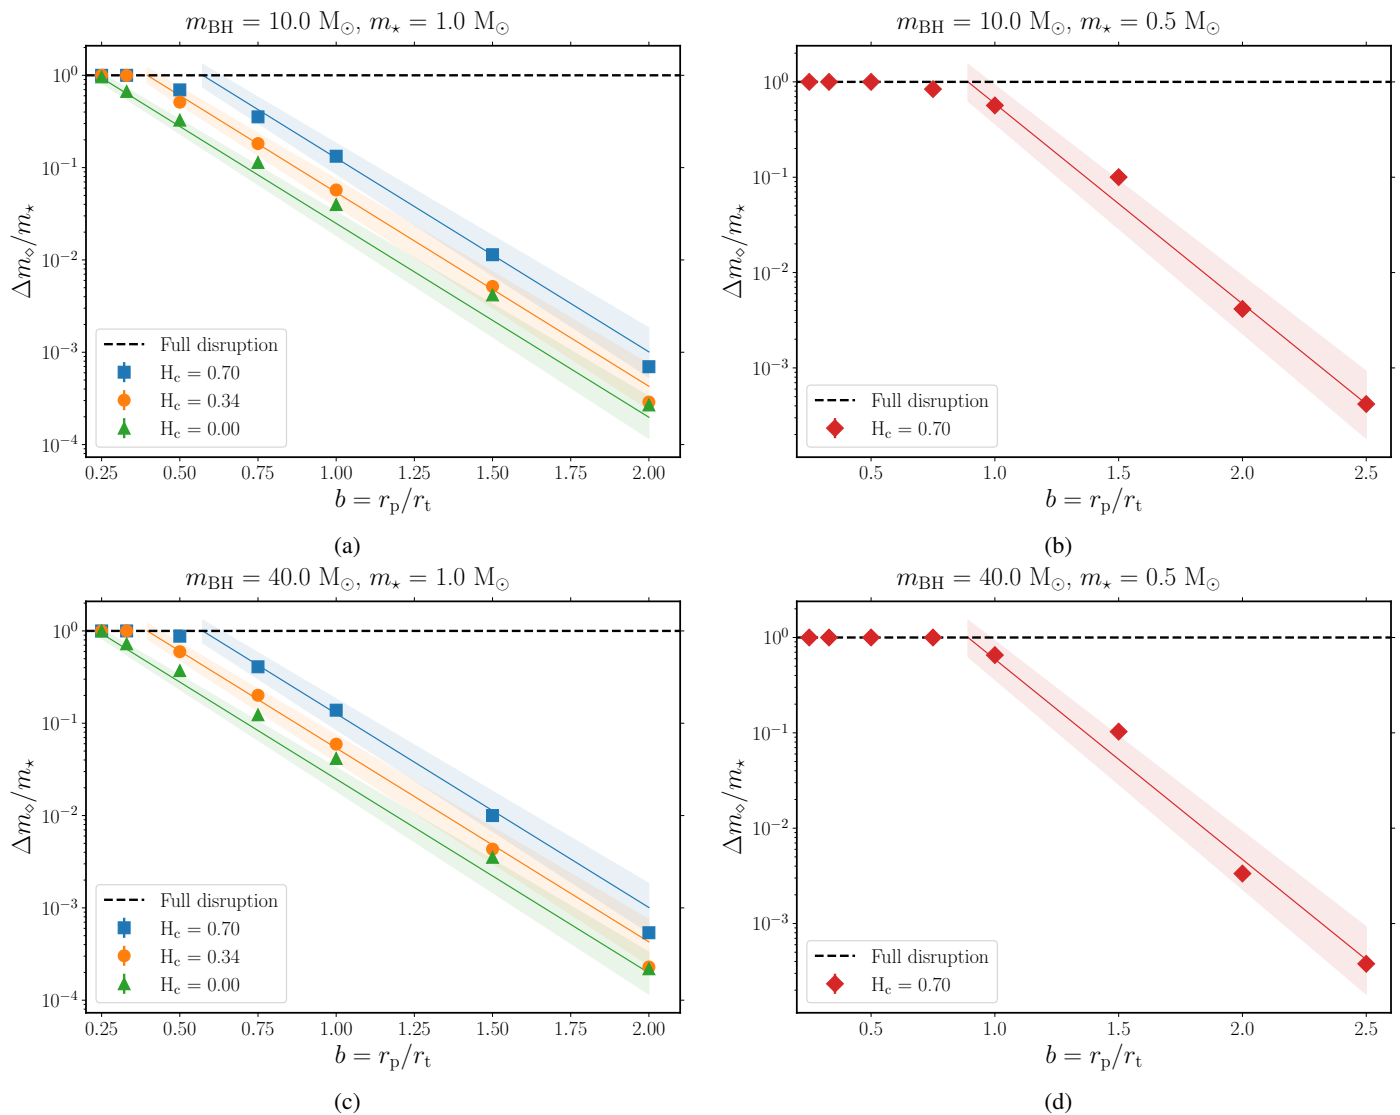 m_BH = 10.0 M_⊙, m_⋆ = 1.0 M_⊙
10^0
10^−1
10^−2
10^−3
10^−4
Δm_⋄/m_⋆
Full disruption
H_c = 0.70
H_c = 0.34
H_c = 0.00
0.25 0.50 0.75 1.00 1.25 1.50 1.75 2.00
b = r_p/r_t
(a)
m_BH = 10.0 M_⊙, m_⋆ = 0.5 M_⊙
10^0
10^−1
10^−2
10^−3
Δm_⋄/m_⋆
Full disruption
H_c = 0.70
0.5 1.0 1.5 2.0 2.5
b = r_p/r_t
(b)
m_BH = 40.0 M_⊙, m_⋆ = 1.0 M_⊙
10^0
10^−1
10^−2
10^−3
10^−4
Δm_⋄/m_⋆
Full disruption
H_c = 0.70
H_c = 0.34
H_c = 0.00
0.25 0.50 0.75 1.00 1.25 1.50 1.75 2.00
b = r_p/r_t
(c)
m_BH = 40.0 M_⊙, m_⋆ = 0.5 M_⊙
10^0
10^−1
10^−2
10^−3
Δm_⋄/m_⋆
Full disruption
H_c = 0.70
0.5 1.0 1.5 2.0 2.5
b = r_p/r_t
(d)